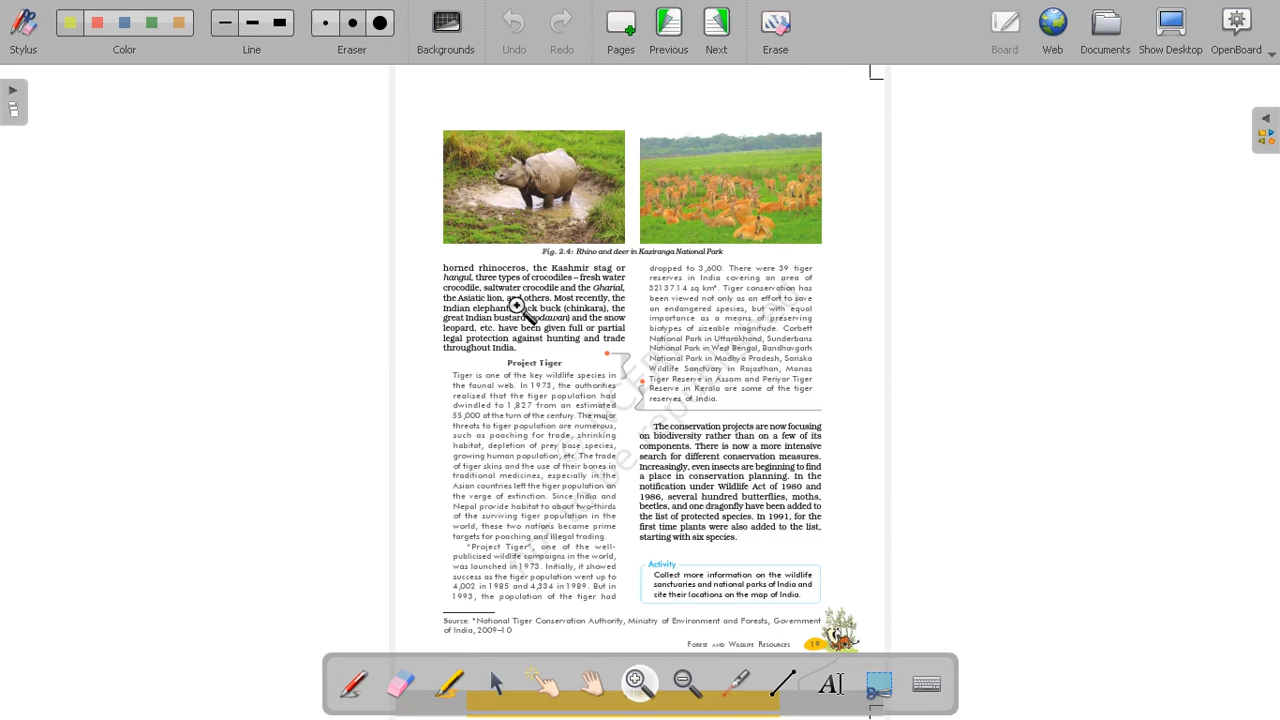 Stylus
Color
Line
Eraser
Backgrounds
Undo
Redo
Pages
Previous
Next
Erase
Board
Web
Documents
Show Desktop
OpenBoard
Fig. 2.4: Rhino and deer in Kaziranga National Park
horned rhinoceros, the Kashmir stag or
hangul, three types of crocodiles – fresh water
crocodile, saltwater crocodile and the Gharial,
the Asiatic lion, and others. Most recently, the
Indian elephant, ck buck (chinkara), the
great Indian bustard (godawan) and the snow
leopard, etc. have been given full or partial
legal protection against hunting and trade
throughout India.
Project Tiger
Tiger is one of the key wildlife species in
the faunal web. In 1973, the authorities
realised that the tiger population had
dwindled to 1,827 from an estimated
55,000 at the turn of the century. The major
threats to tiger population are numerous,
such as poaching for trade, shrinking
habitat, depletion of prey base species,
growing human population, etc. The trade
of tiger skins and the use of their bones in
traditional medicines, especially in the
Asian countries left the tiger population on
the verge of extinction. Since India and
Nepal provide habitat to about two-thirds
of the surviving tiger population in the
world, these two nations became prime
targets for poaching and illegal trading.
"Project Tiger", one of the well-
publicised wildlife campaigns in the world,
was launched in 1973. Initially, it showed
success as the tiger population went up to
4,002 in 1985 and 4,334 in 1989. But in
1993, the population of the tiger had
dropped to 3,600. There were 39 tiger
reserves in India covering an area of
32137.14 sq km*. Tiger conservation has
been viewed not only as an effort to save
an endangered species, but with equal
importance as a means of preserving
biotypes of sizeable magnitude. Corbett
National Park in Uttarakhand, Sunderbans
National Park in West Bengal, Bandhavgarh
National Park in Madhya Pradesh, Sariska
Wildlife Sanctuary in Rajasthan, Manas
Tiger Reserve in Assam and Periyar Tiger
Reserve in Kerala are some of the tiger
reserves of India.
The conservation projects are now focusing
on biodiversity rather than on a few of its
components. There is now a more intensive
search for different conservation measures.
Increasingly, even insects are beginning to find
a place in conservation planning. In the
notification under Wildlife Act of 1980 and
1986, several hundred butterflies, moths,
beetles, and one dragonfly have been added to
the list of protected species. In 1991, for the
first time plants were also added to the list,
starting with six species.
Activity
Collect more information on the wildlife
sanctuaries and national parks of India and
cite their locations on the map of India.
Source: *National Tiger Conservation Authority, Ministry of Environment and Forests, Government
of India, 2009–10
FOREST AND WILDLIFE RESOURCES 19